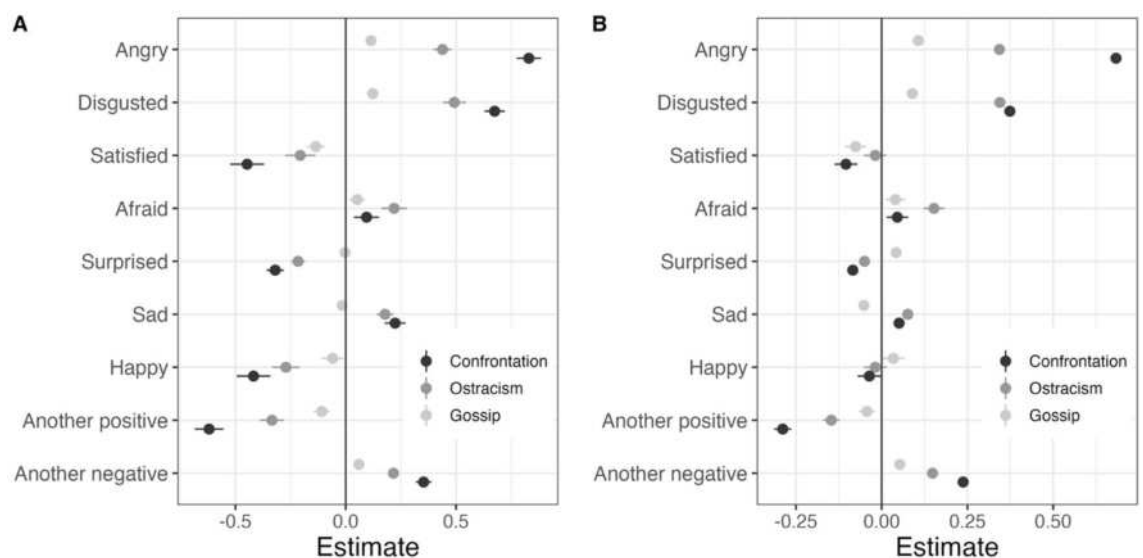 A
Angry
Disgusted
Satisfied
Afraid
Surprised
Sad
Happy
Another positive
Another negative
Confrontation
Ostracism
Gossip
-0.5
0.0
0.5
Estimate
B
Angry
Disgusted
Satisfied
Afraid
Surprised
Sad
Happy
Another positive
Another negative
Confrontation
Ostracism
Gossip
-0.25
0.00
0.25
0.50
Estimate